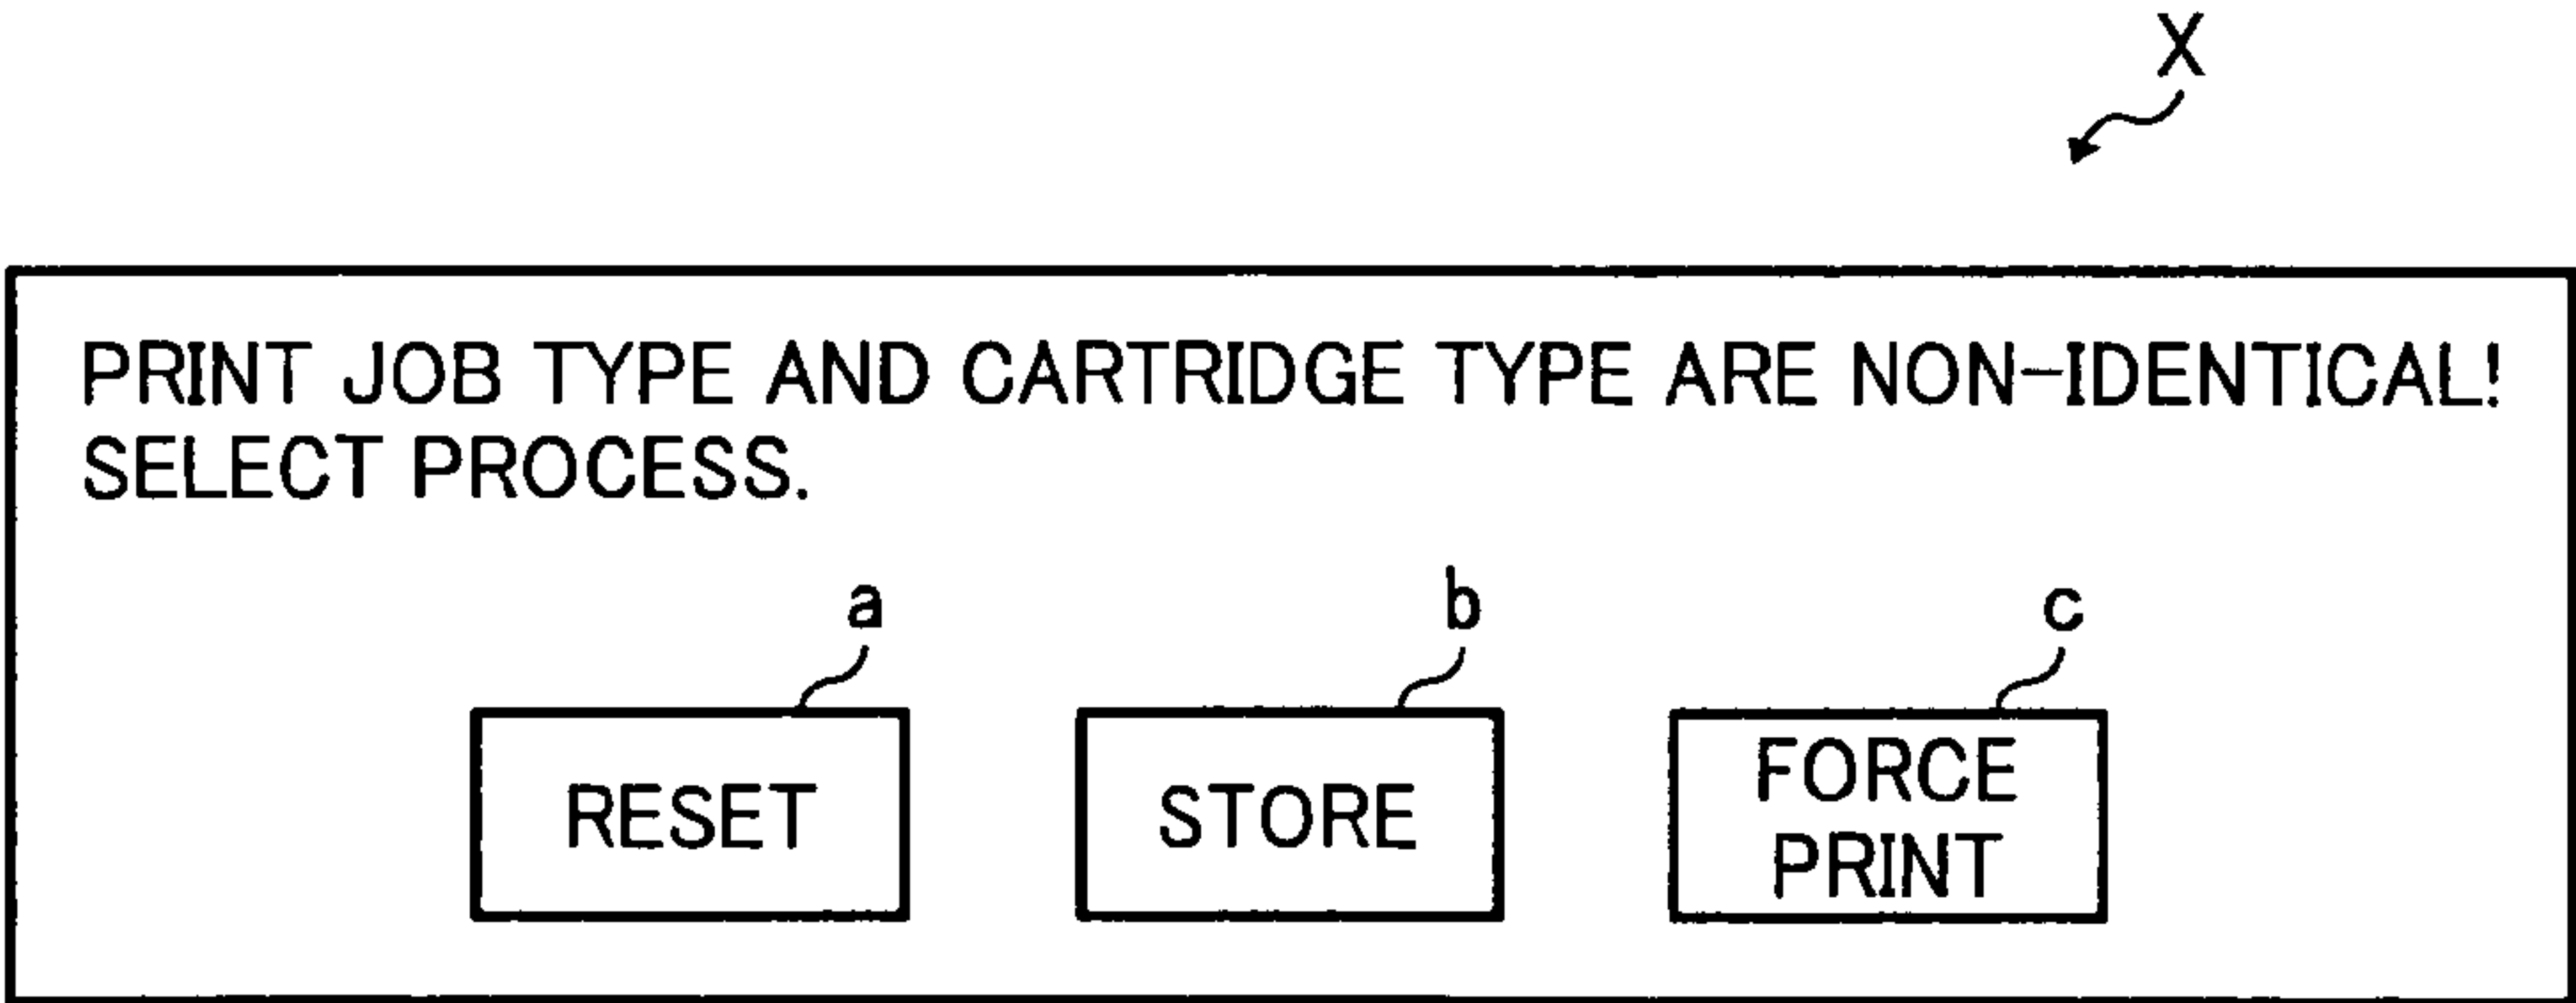 X
PRINT JOB TYPE AND CARTRIDGE TYPE ARE NON-IDENTICAL!
SELECT PROCESS.
a
b
c
RESET
STORE
FORCE
PRINT